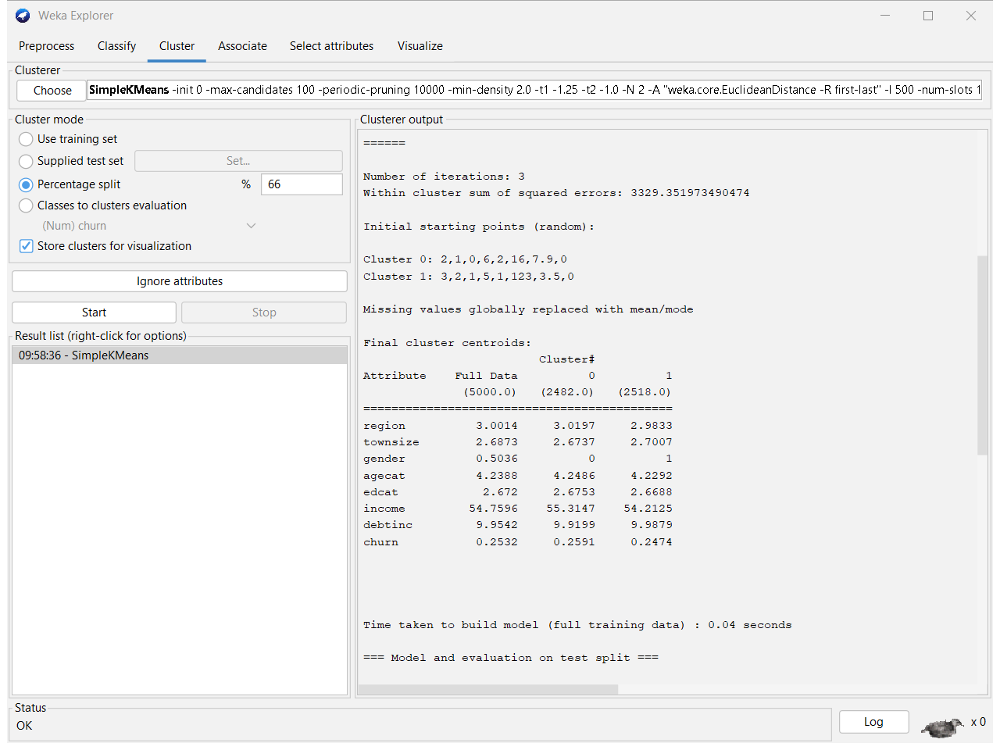 Weka Explorer
Preprocess Classify Cluster Associate Select attributes Visualize
Clusterer
Choose SimpleKMeans -init 0 -max-candidates 100 -periodic-pruning 10000 -min-density 2.0 -t1 -1.25 -t2 -1.0 -N 2 -A "weka.core.EuclideanDistance -R first-last" -I 500 -num-slots 1
Cluster mode
Use training set
Supplied test set Set...
Percentage split % 66
Classes to clusters evaluation
(Num) churn
Store clusters for visualization
Ignore attributes
Start Stop
Result list (right-click for options)
09:58:36 - SimpleKMeans
Clusterer output
======
Number of iterations: 3
Within cluster sum of squared errors: 3329.351973490474
Initial starting points (random):
Cluster 0: 2,1,0,6,2,16,7.9,0
Cluster 1: 3,2,1,5,1,123,3.5,0
Missing values globally replaced with mean/mode
Final cluster centroids:
Cluster#
Attribute Full Data 0 1
(5000.0) (2482.0) (2518.0)
============================================
region 3.0014 3.0197 2.9833
townsize 2.6873 2.6737 2.7007
gender 0.5036 0 1
agecat 4.2388 4.2486 4.2292
edcat 2.672 2.6753 2.6688
income 54.7596 55.3147 54.2125
debtinc 9.9542 9.9199 9.9879
churn 0.2532 0.2591 0.2474
Time taken to build model (full training data) : 0.04 seconds
=== Model and evaluation on test split ===
Status
OK
Log x 0